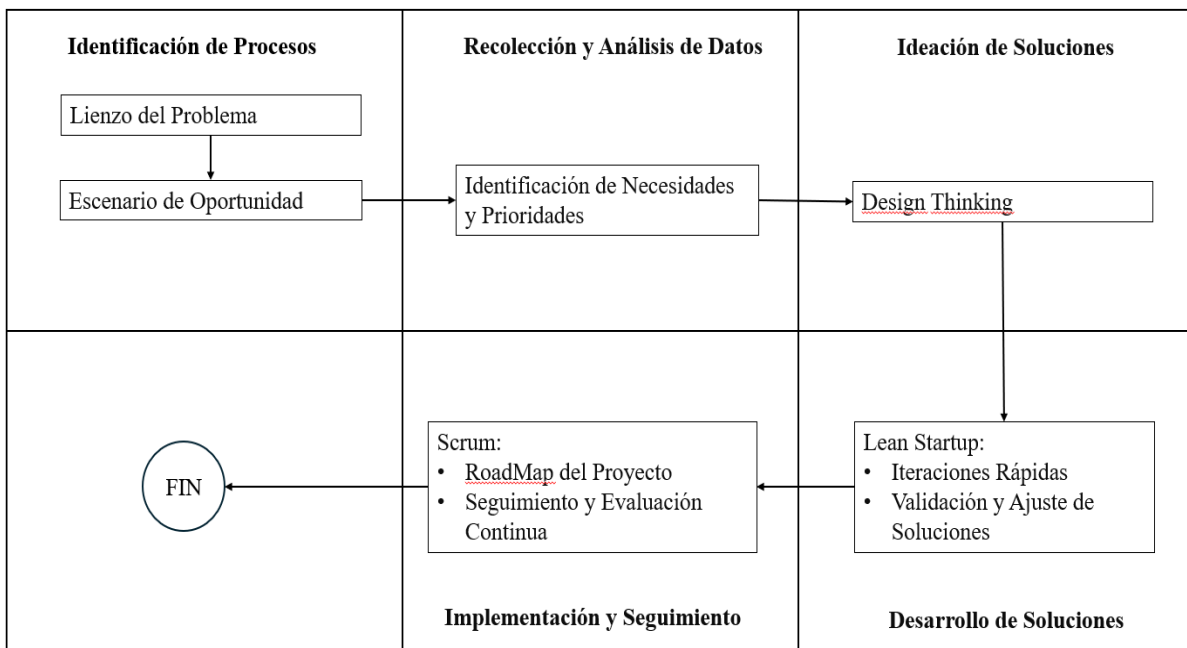 Identificación de Procesos
Lienzo del Problema
Escenario de Oportunidad
Recolección y Análisis de Datos
Identificación de Necesidades
y Prioridades
Ideación de Soluciones
Design Thinking
Lean Startup:
• Iteraciones Rápidas
• Validación y Ajuste de
Soluciones
Desarrollo de Soluciones
Scrum:
• RoadMap del Proyecto
• Seguimiento y Evaluación
Continua
Implementación y Seguimiento
FIN